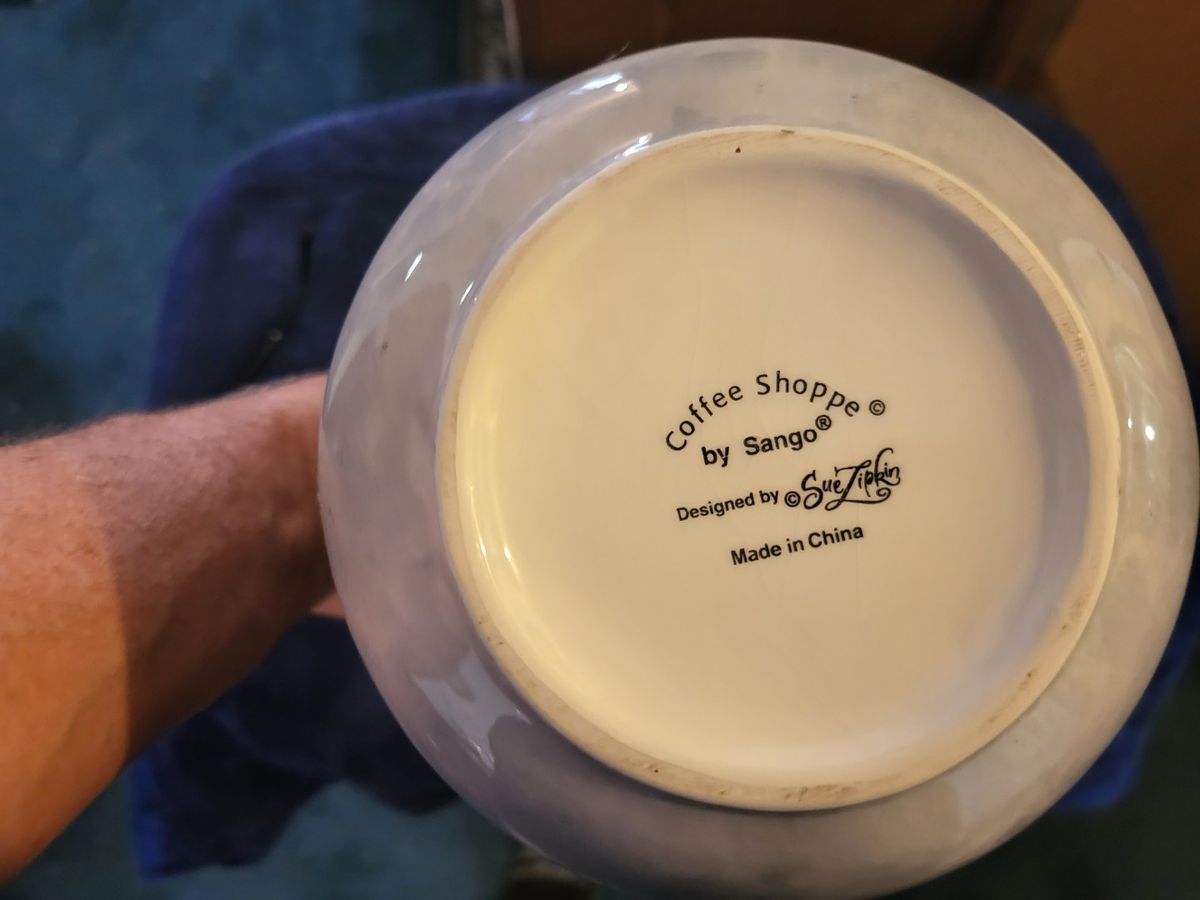 Coffee Shoppe ©
by Sango®
Designed by © Sue Zipkin
Made in China